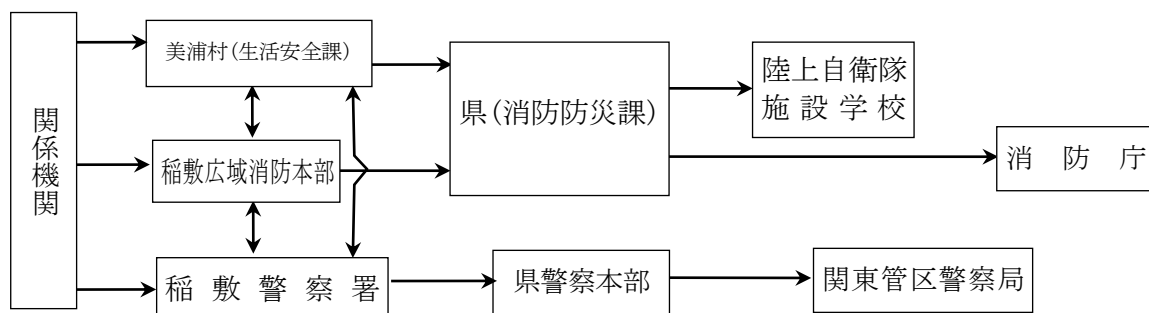 関係機関
美浦村(生活安全課)
稲敷広域消防本部
稲敷警察署
県(消防防災課)
県警察本部
陸上自衛隊
施設学校
消防庁
関東管区警察局